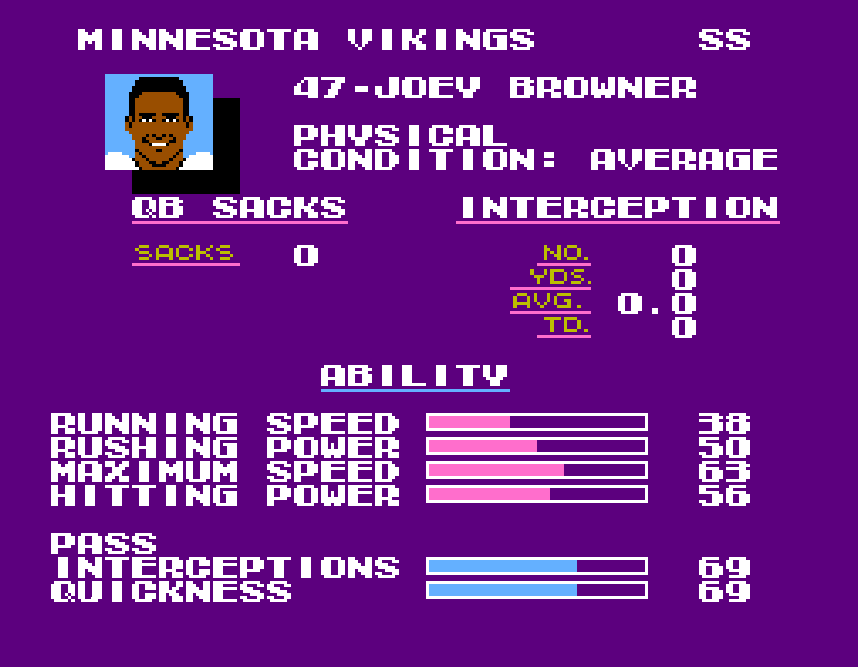 MINNESOTA VIKINGS SS
47-JOEY BROWNER
PHYSICAL
CONDITION: AVERAGE
QB SACKS INTERCEPTION
SACKS 0 NO. 0
YDS. 0
AVG. 0.0
TD. 0
ABILITY
RUNNING SPEED 38
RUSHING POWER 50
MAXIMUM SPEED 63
HITTING POWER 56
PASS
INTERCEPTIONS 69
QUICKNESS 69